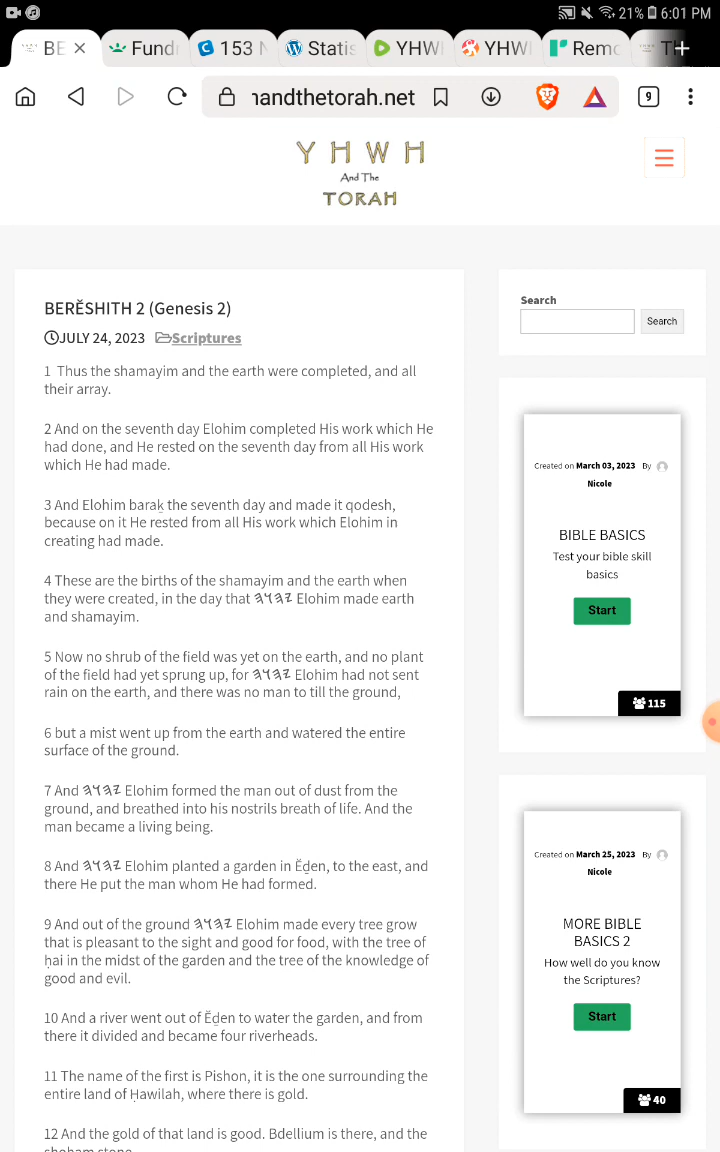 21% 6:01 PM
BE
Fund
153 N
Statis
YHW
YHW
Remo
handthetorah.net
9
Y H W H
And The
TORAH
BERĚSHITH 2 (Genesis 2)
JULY 24, 2023 Scriptures
1 Thus the shamayim and the earth were completed, and all
their array.
2 And on the seventh day Elohim completed His work which He
had done, and He rested on the seventh day from all His work
which He had made.
3 And Elohim baraḵ the seventh day and made it qodesh,
because on it He rested from all His work which Elohim in
creating had made.
4 These are the births of the shamayim and the earth when
they were created, in the day that 𐤉𐤄𐤅𐤄 Elohim made earth
and shamayim.
5 Now no shrub of the field was yet on the earth, and no plant
of the field had yet sprung up, for 𐤉𐤄𐤅𐤄 Elohim had not sent
rain on the earth, and there was no man to till the ground,
6 but a mist went up from the earth and watered the entire
surface of the ground.
7 And 𐤉𐤄𐤅𐤄 Elohim formed the man out of dust from the
ground, and breathed into his nostrils breath of life. And the
man became a living being.
8 And 𐤉𐤄𐤅𐤄 Elohim planted a garden in Ěḏen, to the east, and
there He put the man whom He had formed.
9 And out of the ground 𐤉𐤄𐤅𐤄 Elohim made every tree grow
that is pleasant to the sight and good for food, with the tree of
ḥai in the midst of the garden and the tree of the knowledge of
good and evil.
10 And a river went out of Ěḏen to water the garden, and from
there it divided and became four riverheads.
11 The name of the first is Pishon, it is the one surrounding the
entire land of Ḥawilah, where there is gold.
12 And the gold of that land is good. Bdellium is there, and the
shoham stone.
Search
Search
Created on March 03, 2023 By
Nicole
BIBLE BASICS
Test your bible skill
basics
Start
115
Created on March 25, 2023 By
Nicole
MORE BIBLE
BASICS 2
How well do you know
the Scriptures?
Start
40